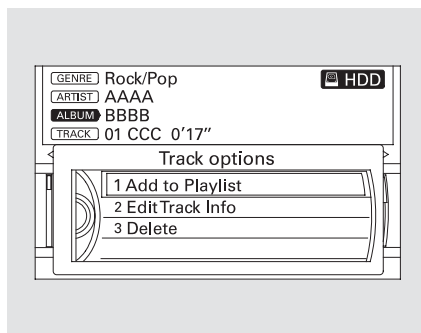 GENRE Rock/Pop HDD
ARTIST AAAA
ALBUM BBBB
TRACK 01 CCC 0'17"
Track options
1 Add to Playlist
2 Edit Track Info
3 Delete